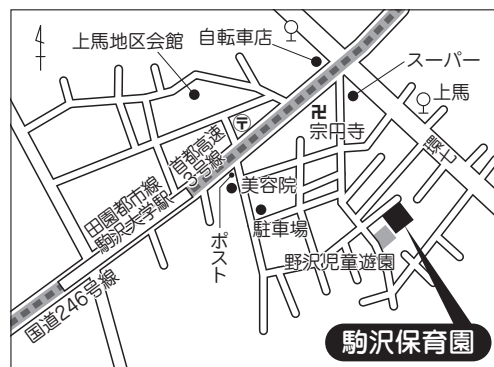 自転車店
上馬地区会館
スーパー
上馬
宗円寺
環七
首都高速
3号線
美容院
田園都市線
駒沢大学駅
駐車場
ポスト
野沢児童遊園
国道246号線
駒沢保育園